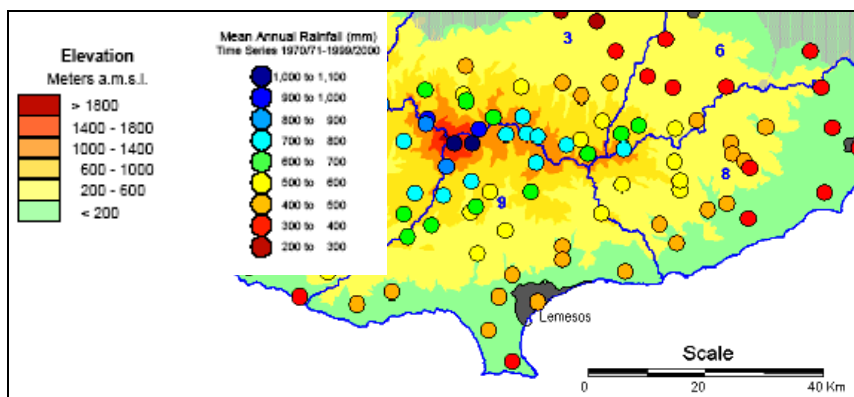 Elevation
Meters a.m.s.l.
> 1800
1400 - 1800
1000 - 1400
600 - 1000
200 - 600
< 200
Mean Annual Rainfall (mm)
Time Series 1970/71-1999/2000
1,000 to 1,100
900 to 1,000
800 to 900
700 to 800
600 to 700
500 to 600
400 to 500
300 to 400
200 to 300
3
6
8
9
Lemesos
Scale
0 20 40 Km